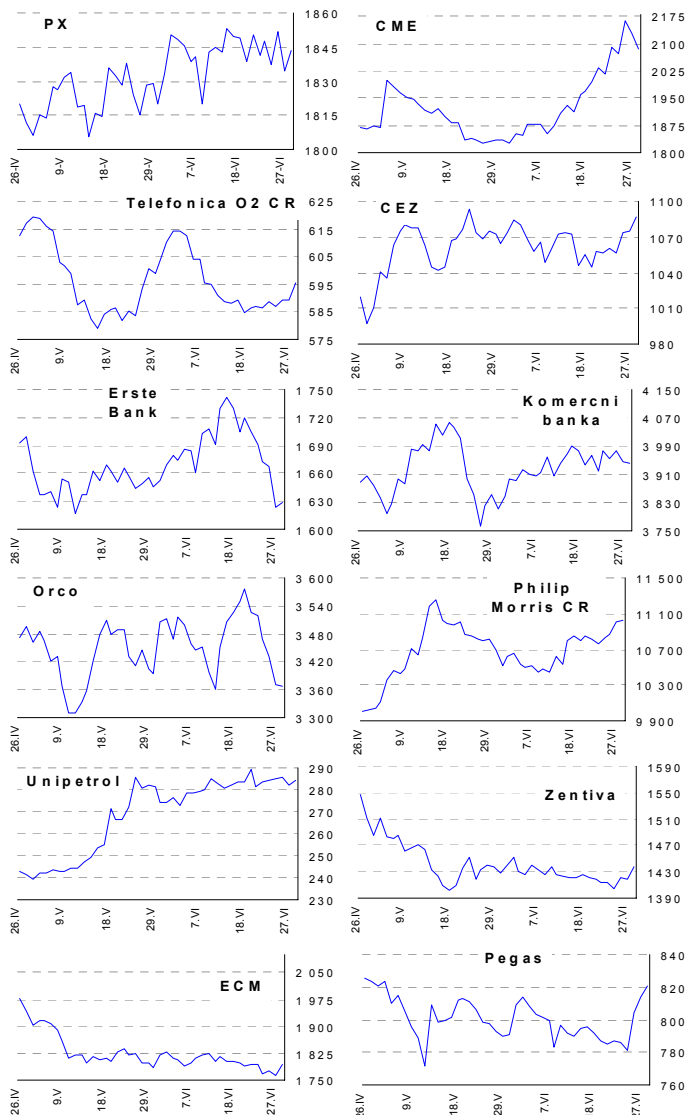 PX
1860
1845
1830
1815
1800
26-IV
9-V
18-V
29-V
7-VI
18-VI
27-VI
CME
2175
2100
2025
1950
1875
1800
26.IV
9.V
18.V
29.V
7.VI
18.VI
27.VI
Telefonica O2 CR
625
615
605
595
585
575
26.IV
9.V
18.V
29.V
7.VI
18.VI
27.VI
CEZ
1100
1070
1040
1010
980
26.IV
9.V
18.V
29.V
7.VI
18.VI
27.VI
Erste
Bank
1 750
1 720
1 690
1 660
1 630
1 600
26.IV
9.V
18.V
29.V
7.VI
18.VI
27.VI
Komercni
banka
4 150
4 070
3 990
3 910
3 830
3 750
26.IV
9.V
18.V
29.V
7.VI
18.VI
27.VI
Orco
3 600
3 540
3 480
3 420
3 360
3 300
26.IV
9.V
18.V
29.V
7.VI
18.VI
27.VI
Philip
Morris CR
11 500
11 100
10 700
10 300
9 900
26.IV
9.V
18.V
29.V
7.VI
18.VI
27.VI
Unipetrol
290
280
270
260
250
240
230
26.IV
9.V
18.V
29.V
7.VI
18.VI
27.VI
Zentiva
1590
1550
1510
1470
1430
1390
26.IV
9.V
18.V
29.V
7.VI
18.VI
27.VI
ECM
2 050
1 975
1 900
1 825
1 750
26.IV
9.V
18.V
29.V
7.VI
18.VI
27.VI
Pegas
840
820
800
780
760
26.IV
9.V
18.V
29.V
7.VI
18.VI
27.VI